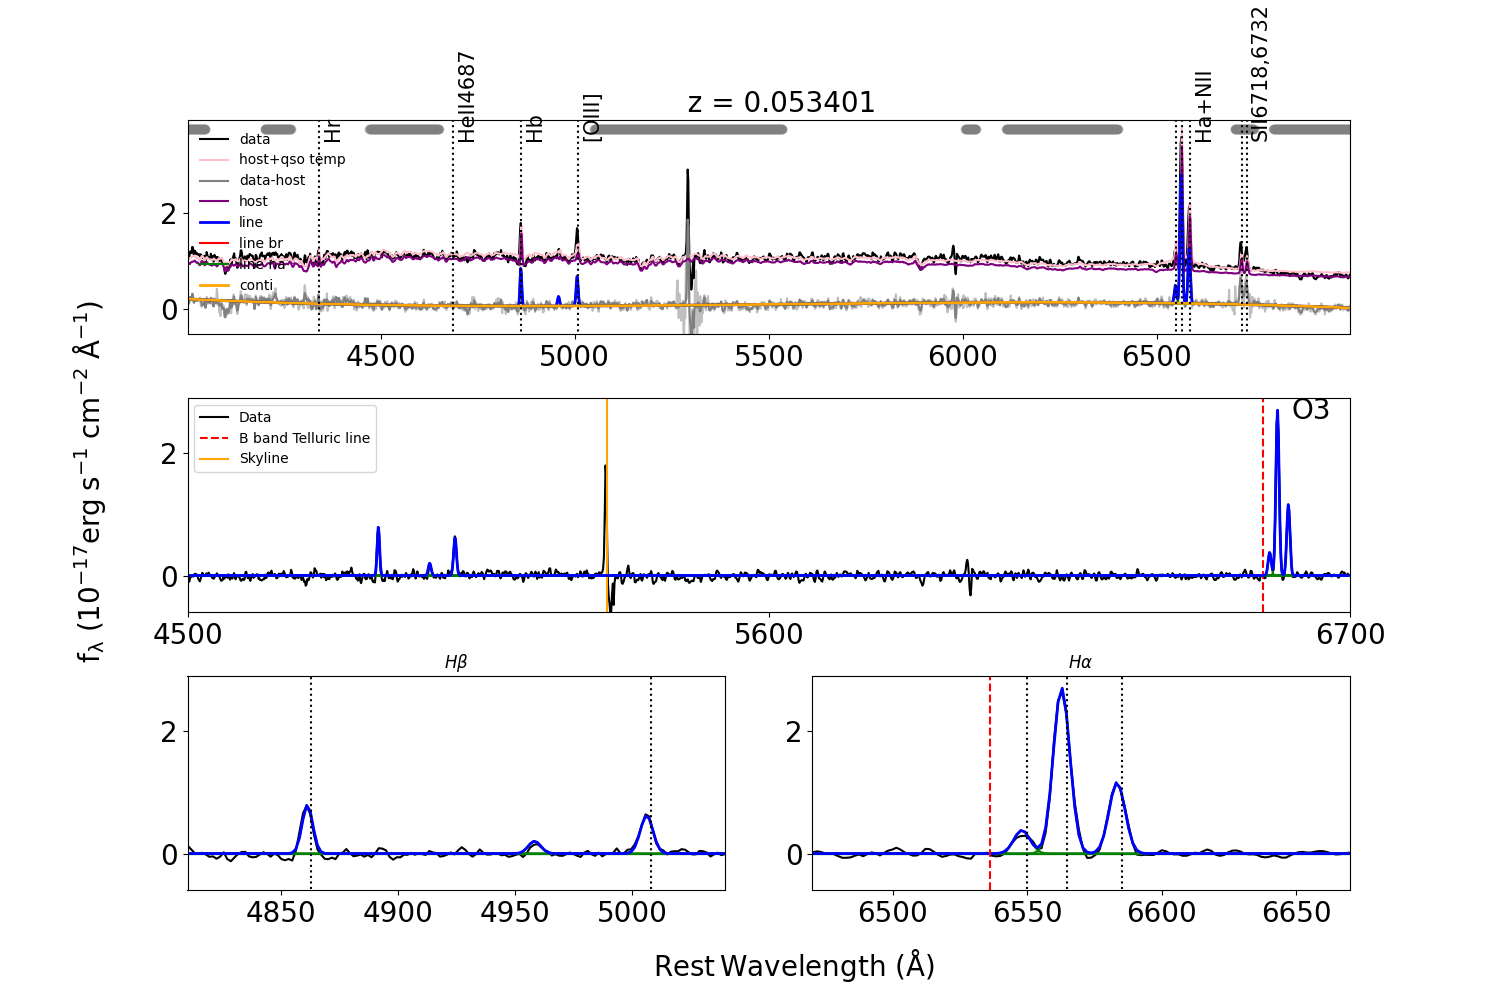 z = 0.053401
Hr
HeII4687
Hb
[OIII]
Ha+NII
SII6718,6732
data
host+qso temp
data-host
host
line
line br
line na
conti
2
0
4500 5000 5500 6000 6500
fλ (10⁻¹⁷erg s⁻¹ cm⁻² Å⁻¹)
Data
B band Telluric line
Skyline
O3
2
0
4500 5600 6700
Hβ
2
0
4850 4900 4950 5000
Hα
2
0
6500 6550 6600 6650
Rest Wavelength (Å)